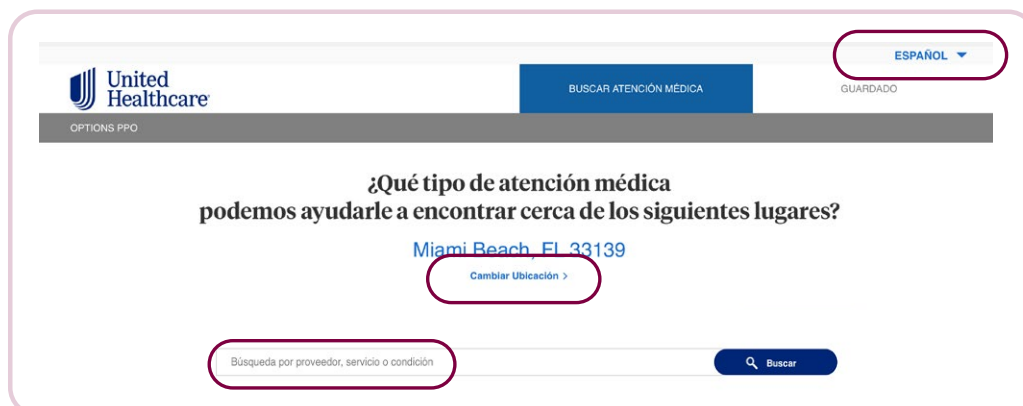 ESPAÑOL
United
Healthcare
BUSCAR ATENCIÓN MÉDICA
GUARDADO
OPTIONS PPO
¿Qué tipo de atención médica
podemos ayudarle a encontrar cerca de los siguientes lugares?
Miami Beach, FL 33139
Cambiar Ubicación >
Búsqueda por proveedor, servicio o condición
Buscar